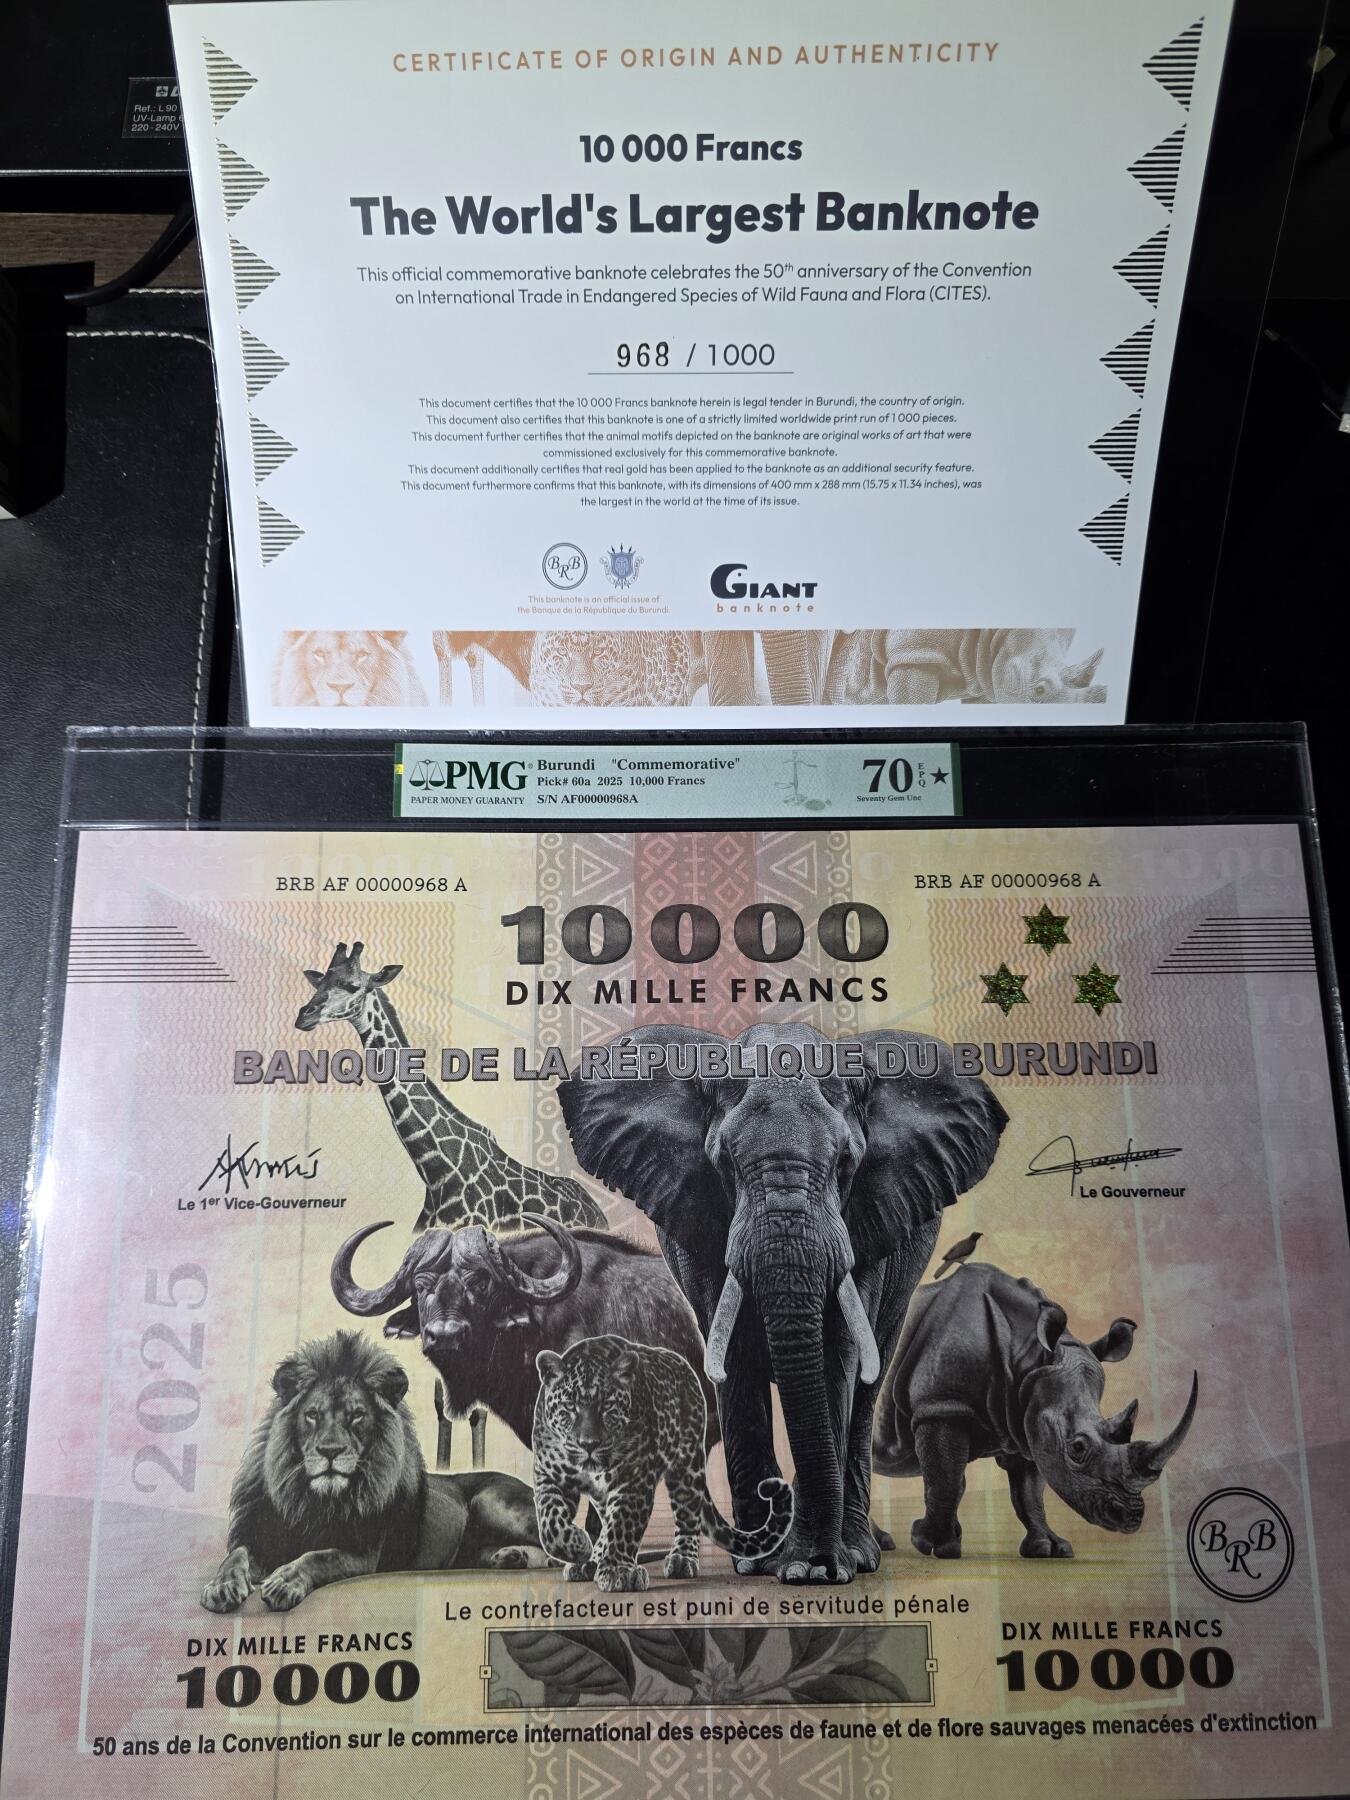 Ref.: L 90
UV-Lamp
220-240V
CERTIFICATE OF ORIGIN AND AUTHENTICITY
10 000 Francs
The World's Largest Banknote
This official commemorative banknote celebrates the 50th anniversary of the Convention
on International Trade in Endangered Species of Wild Fauna and Flora (CITES).
968 / 1000
This document certifies that the 10 000 Francs banknote herein is legal tender in Burundi, the country of origin.
This document also certifies that this banknote is one of a strictly limited worldwide print run of 1 000 pieces.
This document further certifies that the animal motifs depicted on the banknote are original works of art that were
commissioned exclusively for this commemorative banknote.
This document additionally certifies that real gold has been applied to the banknote as an additional security feature.
This document furthermore confirms that this banknote, with its dimensions of 400 mm x 288 mm (15.75 x 11.34 inches), was
the largest in the world at the time of its issue.
BRB
This banknote is an official issue of
the Banque de la République du Burundi.
GIANT
banknote
PMG
PAPER MONEY GUARANTY
Burundi "Commemorative"
Pick# 60a 2025 10,000 Francs
S/N AF00000968A
70 EPQ ★
Seventy Gem Unc
BRB AF 00000968 A
BRB AF 00000968 A
10 000
DIX MILLE FRANCS
BANQUE DE LA RÉPUBLIQUE DU BURUNDI
Le 1er Vice-Gouverneur
Le Gouverneur
2025
BRB
Le contrefacteur est puni de servitude pénale
DIX MILLE FRANCS
10 000
DIX MILLE FRANCS
10 000
50 ans de la Convention sur le commerce international des espèces de faune et de flore sauvages menacées d'extinction